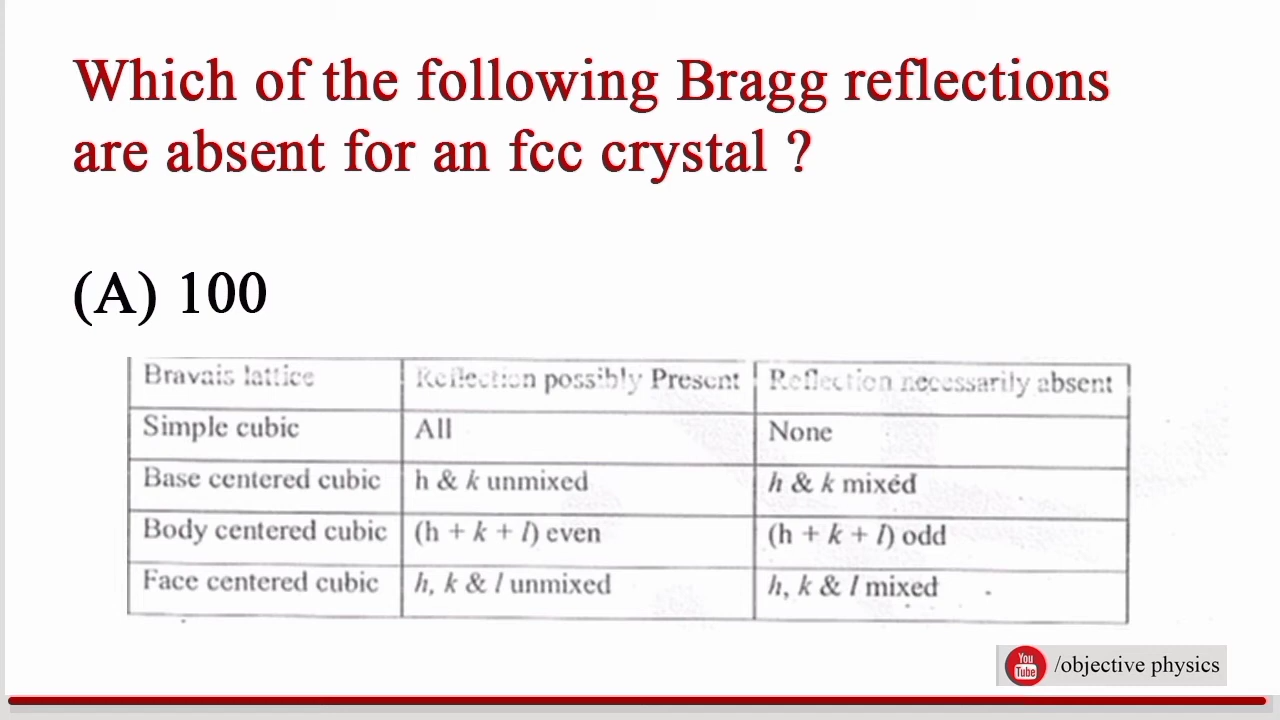 Which of the following Bragg reflections
are absent for an fcc crystal ?
(A) 100
Bravais lattice Reflection possibly Present Reflection necessarily absent
Simple cubic All None
Base centered cubic h & k unmixed h & k mixed
Body centered cubic (h + k + l) even (h + k + l) odd
Face centered cubic h, k & l unmixed h, k & l mixed
You
Tube
/objective physics